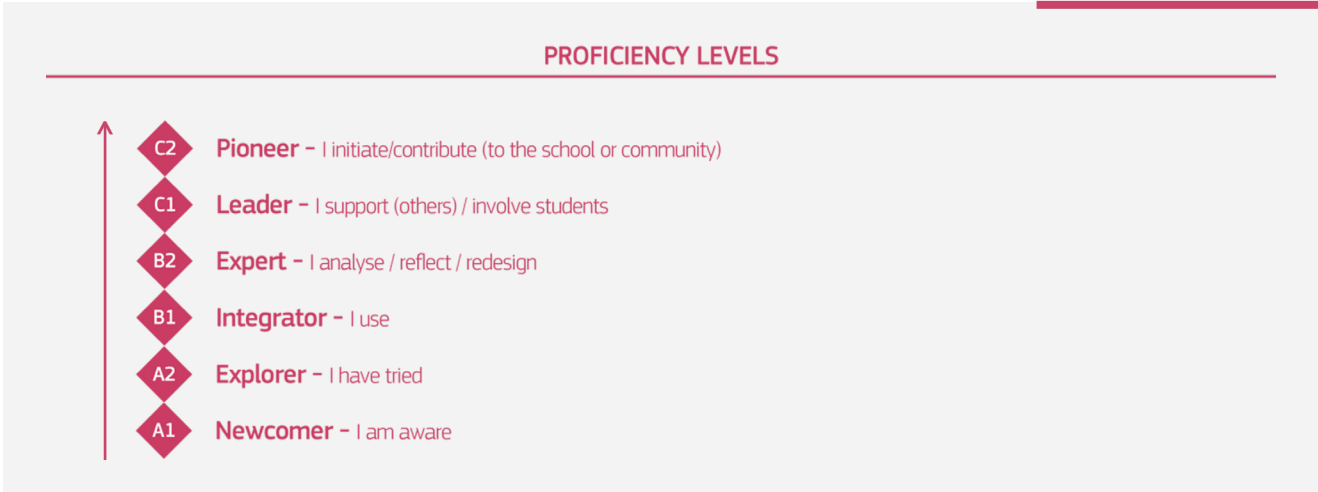 PROFICIENCY LEVELS
C2 Pioneer – I initiate/contribute (to the school or community)
C1 Leader – I support (others) / involve students
B2 Expert – I analyse / reflect / redesign
B1 Integrator – I use
A2 Explorer – I have tried
A1 Newcomer – I am aware